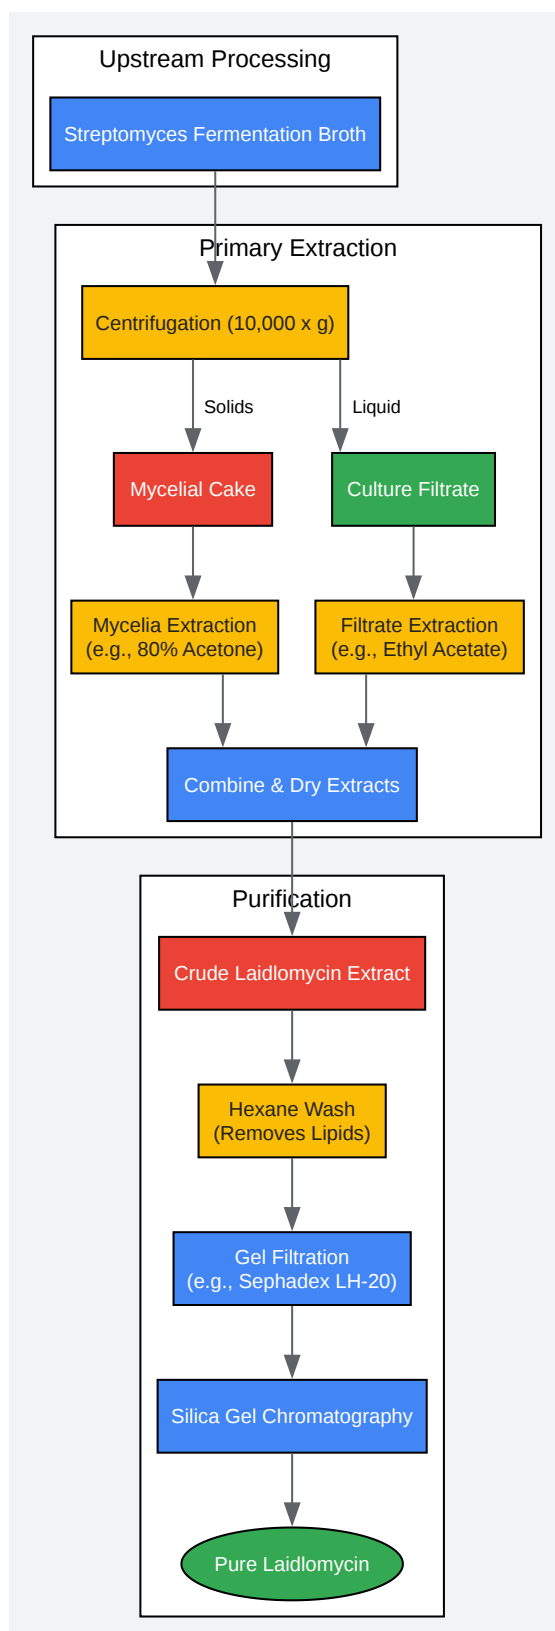 Upstream Processing
Streptomyces Fermentation Broth
Primary Extraction
Centrifugation (10,000 x g)
Solids
Liquid
Mycelial Cake
Culture Filtrate
Mycelia Extraction
(e.g., 80% Acetone)
Filtrate Extraction
(e.g., Ethyl Acetate)
Combine & Dry Extracts
Purification
Crude Laidlomycin Extract
Hexane Wash
(Removes Lipids)
Gel Filtration
(e.g., Sephadex LH-20)
Silica Gel Chromatography
Pure Laidlomycin